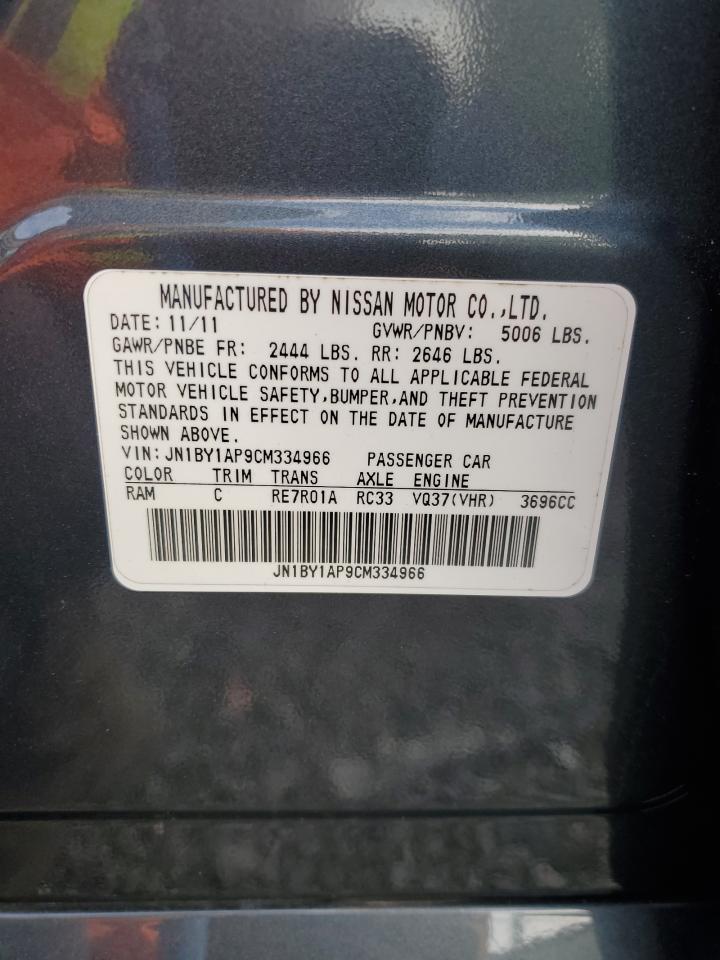 MANUFACTURED BY NISSAN MOTOR CO.,LTD.
DATE: 11/11 GVWR/PNBV: 5006 LBS.
GAWR/PNBE FR: 2444 LBS. RR: 2646 LBS.
THIS VEHICLE CONFORMS TO ALL APPLICABLE FEDERAL
MOTOR VEHICLE SAFETY,BUMPER,AND THEFT PREVENTION
STANDARDS IN EFFECT ON THE DATE OF MANUFACTURE
SHOWN ABOVE.
VIN: JN1BY1AP9CM334966 PASSENGER CAR
COLOR TRIM TRANS AXLE ENGINE
RAM C RE7R01A RC33 VQ37(VHR) 3696CC
JN1BY1AP9CM334966